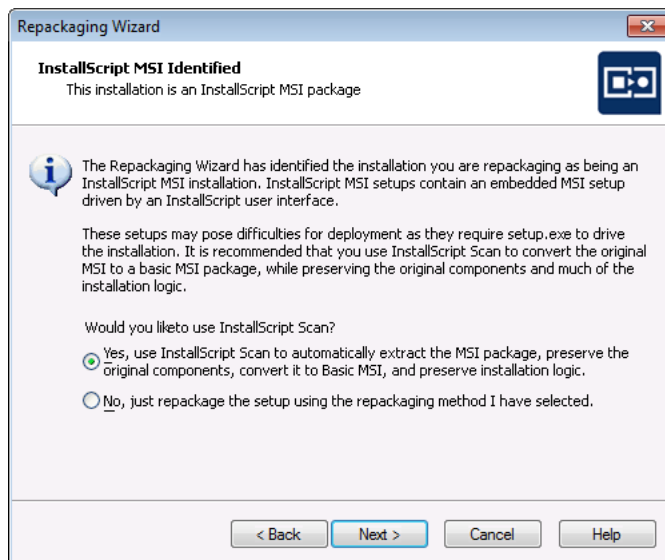 Repackaging Wizard
InstallScript MSI Identified
This installation is an InstallScript MSI package
The Repackaging Wizard has identified the installation you are repackaging as being an
InstallScript MSI installation. InstallScript MSI setups contain an embedded MSI setup
driven by an InstallScript user interface.
These setups may pose difficulties for deployment as they require setup.exe to drive
the installation. It is recommended that you use InstallScript Scan to convert the original
MSI to a basic MSI package, while preserving the original components and much of the
installation logic.
Would you liketo use InstallScript Scan?
Yes, use InstallScript Scan to automatically extract the MSI package, preserve the
original components, convert it to Basic MSI, and preserve installation logic.
No, just repackage the setup using the repackaging method I have selected.
< Back Next > Cancel Help